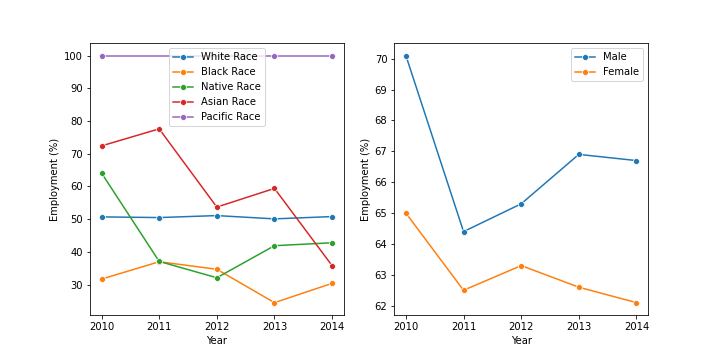 100
90
80
70
60
50
40
30
Employment (%)
White Race
Black Race
Native Race
Asian Race
Pacific Race
2010 2011 2012 2013 2014
Year
70
69
68
67
66
65
64
63
62
Employment (%)
Male
Female
2010 2011 2012 2013 2014
Year